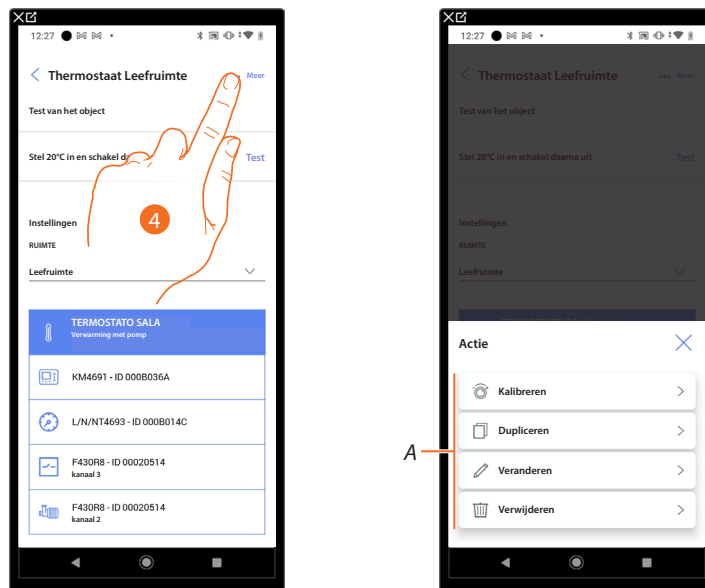 12:27
Thermostaat Leefruimte
Meer
Test van het object
Stel 20°C in en schakel da
Test
4
Instellingen
RUIMTE
Leefruimte
TERMOSTATO SALA
Verwarming met pomp
KM4691 - ID 000B036A
L/N/NT4693 - ID 000B014C
F430R8 - ID 00020514
kanaal 3
F430R8 - ID 00020514
kanaal 2
12:27
Thermostaat Leefruimte
Meer
Test van het object
Stel 20°C in en schakel daarna uit
Test
Instellingen
RUIMTE
Leefruimte
Actie
A
Kalibreren
Dupliceren
Veranderen
Verwijderen